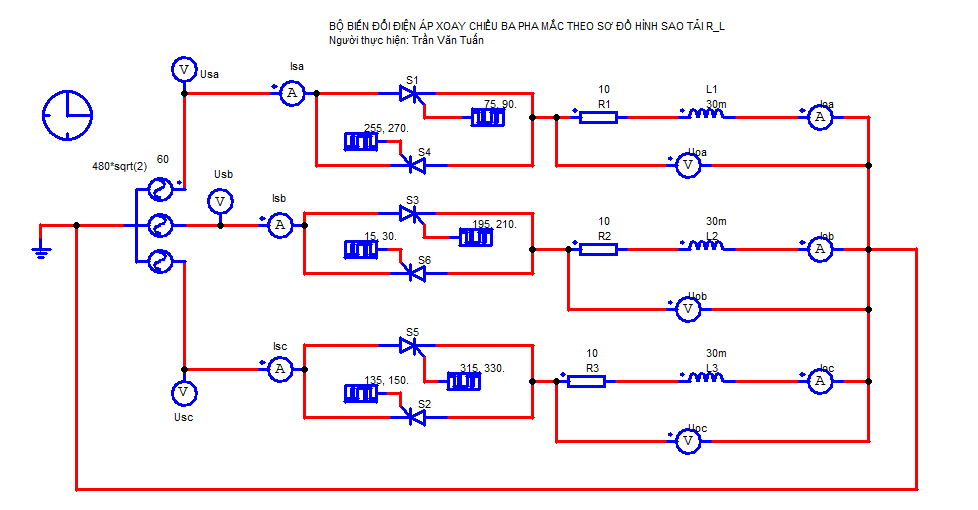 BỘ BIẾN ĐỔI ĐIỆN ÁP XOAY CHIỀU BA PHA MẮC THEO SƠ ĐỒ HÌNH SAO TẢI R_L
Người thực hiện: Trần Văn Tuấn
V
Usa
Isa
A
S1
75, 90.
10
R1
L1
30m
Ioa
A
255, 270.
S4
Uoa
V
480*sqrt(2)
60
Usb
V
Isb
A
S3
195, 210.
10
R2
30m
L2
Iob
A
15, 30.
S6
Uob
V
Isc
A
S5
315, 330.
10
R3
30m
L3
Ioc
A
135, 150.
S2
V
Usc
Uoc
V